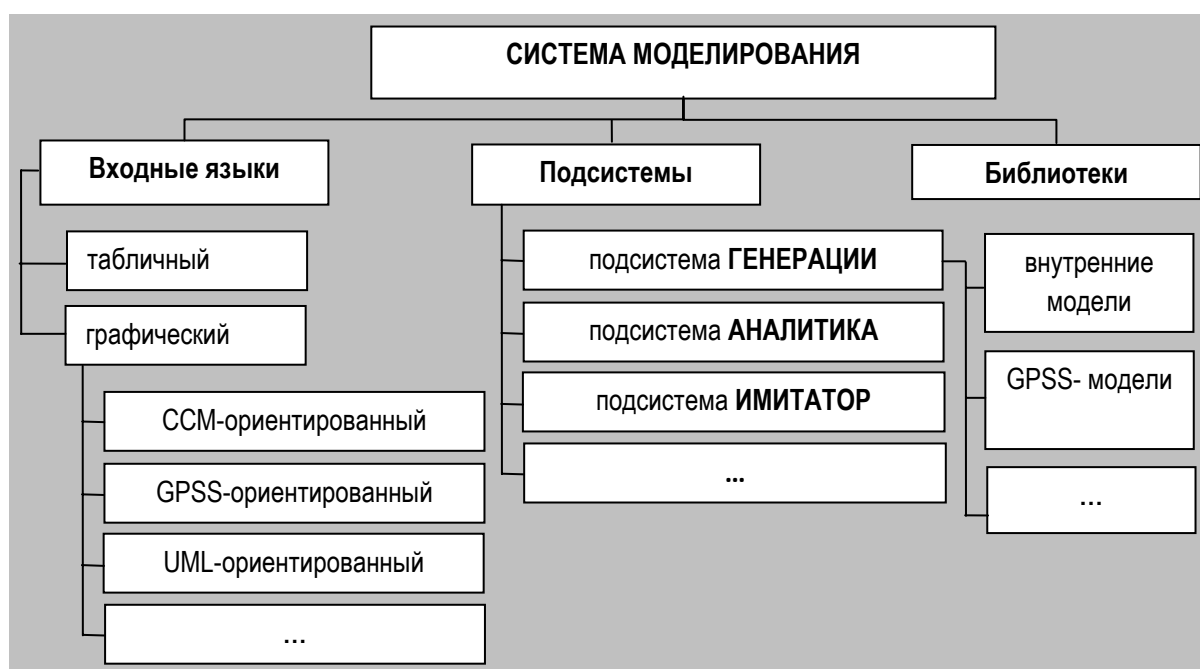 СИСТЕМА МОДЕЛИРОВАНИЯ
Входные языки
табличный
графический
ССМ-ориентированный
GPSS-ориентированный
UML-ориентированный
…
Подсистемы
подсистема ГЕНЕРАЦИИ
подсистема АНАЛИТИКА
подсистема ИМИТАТОР
...
Библиотеки
внутренние
модели
GPSS- модели
…